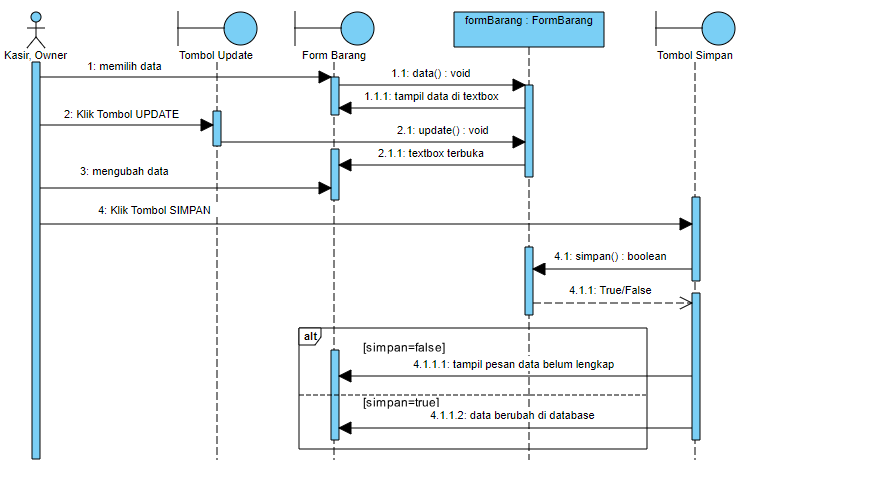 formBarang : FormBarang
Kasir, Owner
Tombol Update
Form Barang
Tombol Simpan
1: memilih data
1.1: data() : void
1.1.1: tampil data di textbox
2: Klik Tombol UPDATE
2.1: update() : void
2.1.1: textbox terbuka
3: mengubah data
4: Klik Tombol SIMPAN
4.1: simpan() : boolean
4.1.1: True/False
alt
[simpan=false]
4.1.1.1: tampil pesan data belum lengkap
[simpan=true]
4.1.1.2: data berubah di database